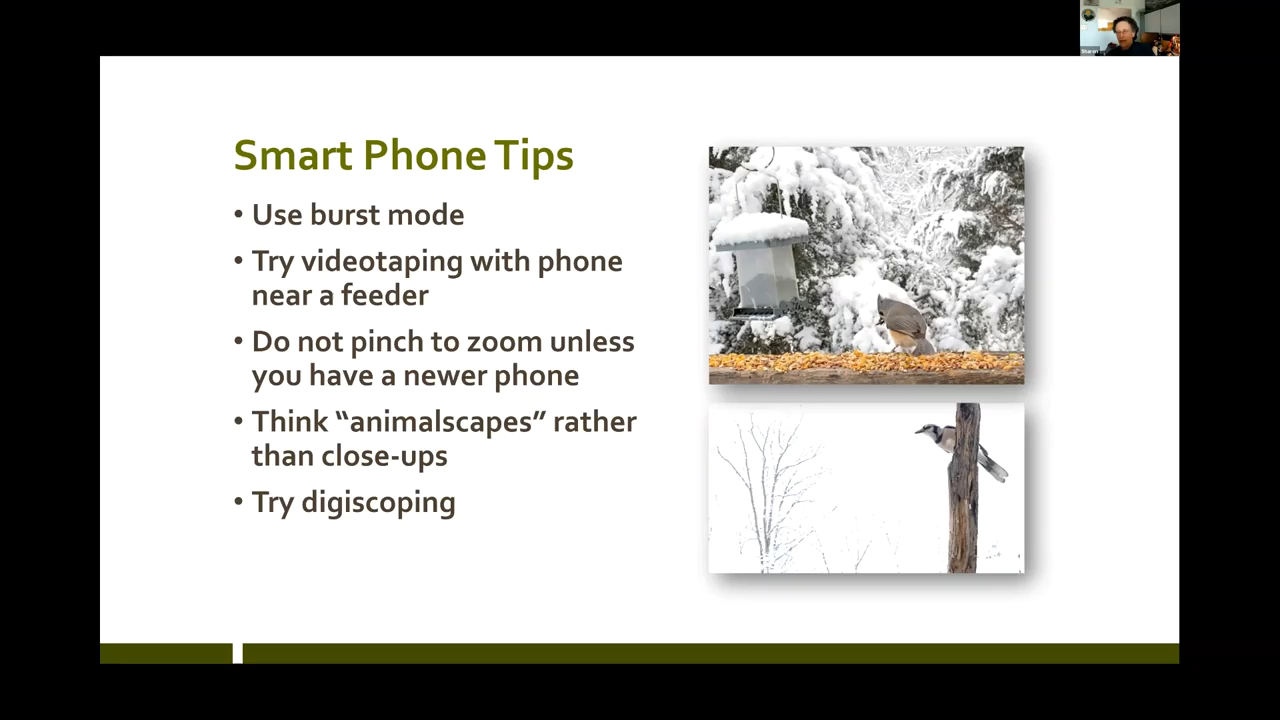 Sharon
Smart Phone Tips
• Use burst mode
• Try videotaping with phone
near a feeder
• Do not pinch to zoom unless
you have a newer phone
• Think “animalscapes” rather
than close-ups
• Try digiscoping